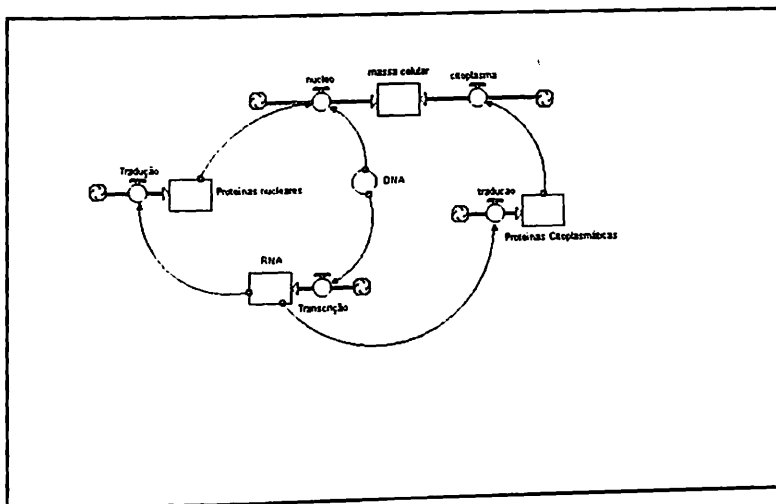 nucleo
massa celular
citoplasma
Tradução
Proteinas nucleares
DNA
traducao
Proteinas Citoplasmáticas
RNA
Transcrição